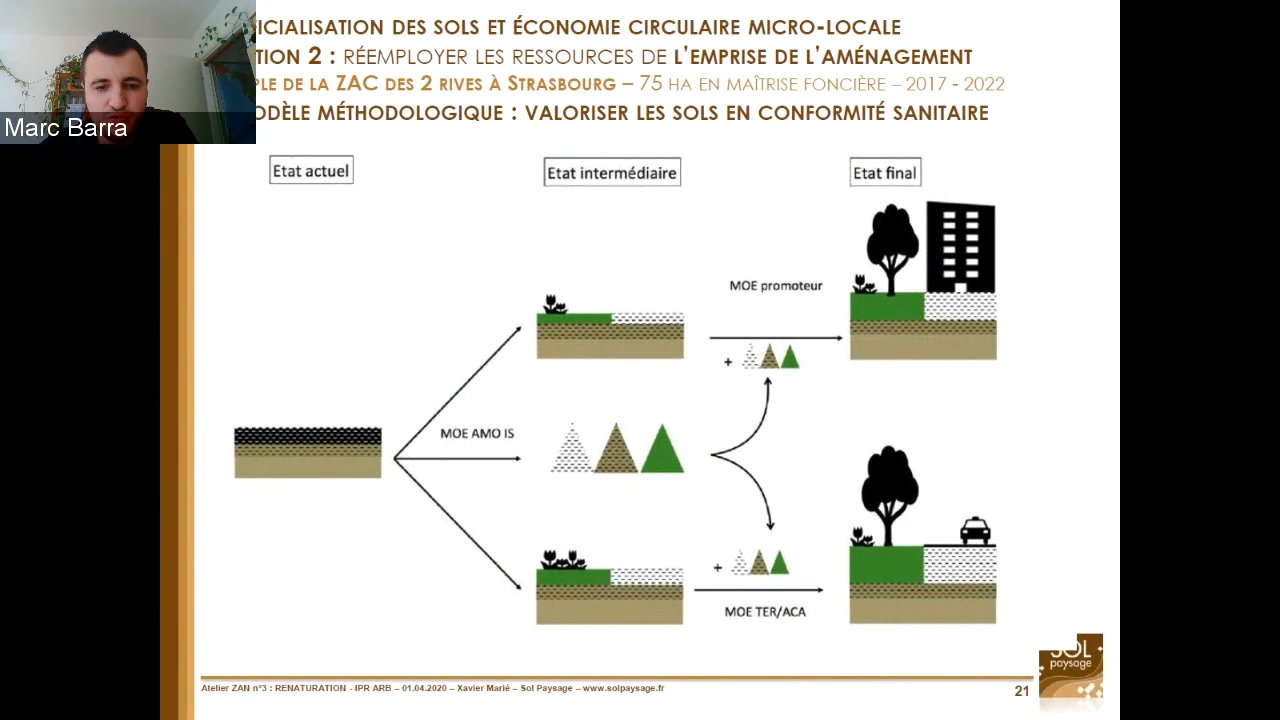 ICIALISATION DES SOLS ET ÉCONOMIE CIRCULAIRE MICRO-LOCALE
TION 2 : RÉEMPLOYER LES RESSOURCES DE L'EMPRISE DE L'AMÉNAGEMENT
PLE DE LA ZAC DES 2 RIVES À STRASBOURG – 75 HA EN MAÎTRISE FONCIÈRE – 2017 - 2022
ODÈLE MÉTHODOLOGIQUE : VALORISER LES SOLS EN CONFORMITÉ SANITAIRE
Marc Barra
Etat actuel
Etat intermédiaire
Etat final
MOE promoteur
+
MOE AMO IS
+
MOE TER/ACA
SOL
paysage
Atelier ZAN n°3 : RENATURATION - IPR ARB – 01.04.2020 – Xavier Marié – Sol Paysage – www.solpaysage.fr
21